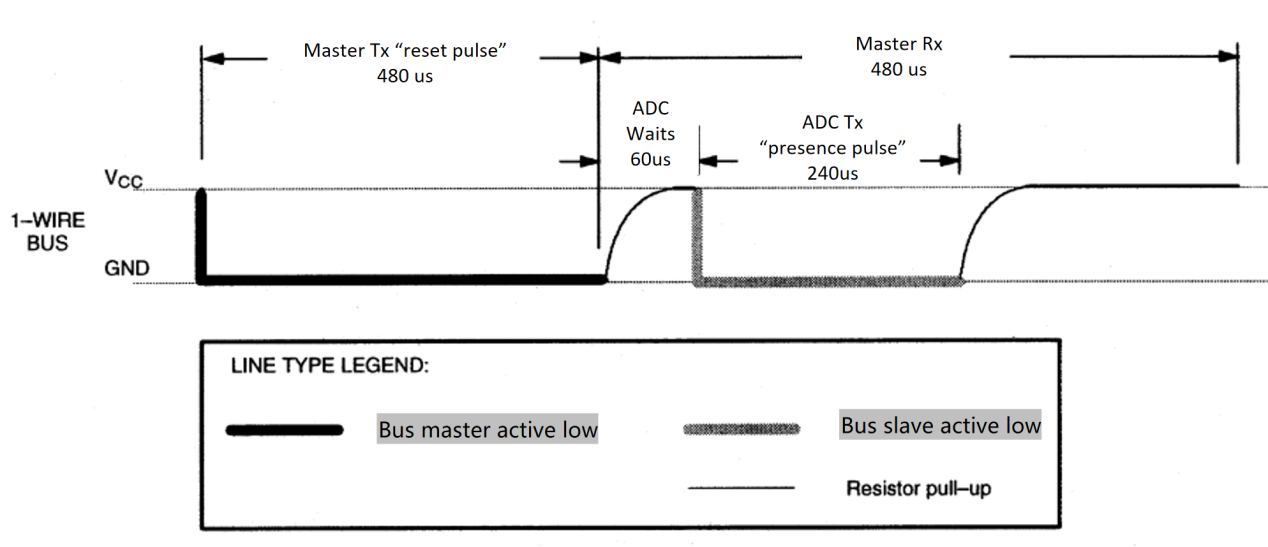 Master Tx “reset pulse”
480 us
Master Rx
480 us
ADC
Waits
60us
ADC Tx
“presence pulse”
240us
VCC
1–WIRE
BUS
GND
LINE TYPE LEGEND:
Bus master active low
Bus slave active low
Resistor pull–up